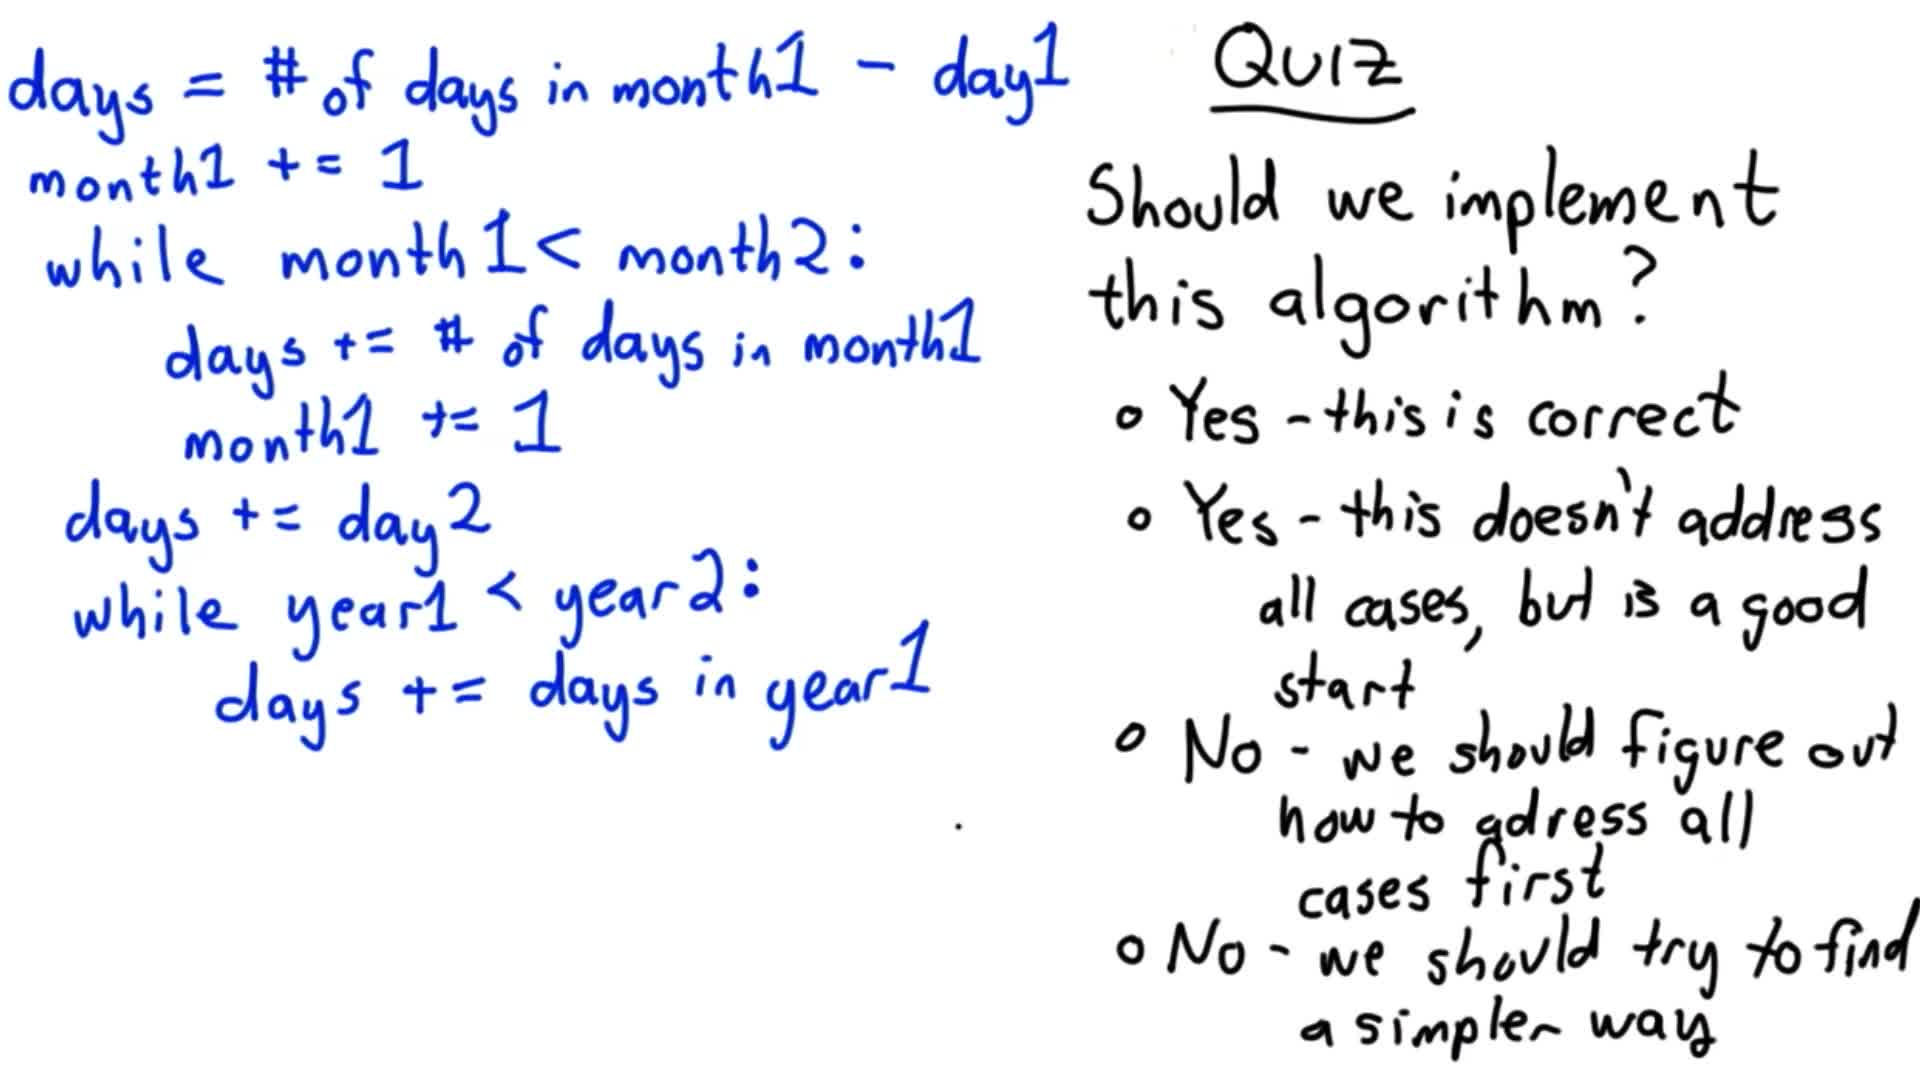 days = # of days in month1 - day1
month1 += 1
while month1 < month2:
days += # of days in month1
month1 += 1
days += day2
while year1 < year2:
days += days in year1
QUIZ
Should we implement
this algorithm?
o Yes - this is correct
o Yes - this doesn't address
all cases, but is a good
start
o No - we should figure out
how to adress all
cases first
o No - we should try to find
a simpler way